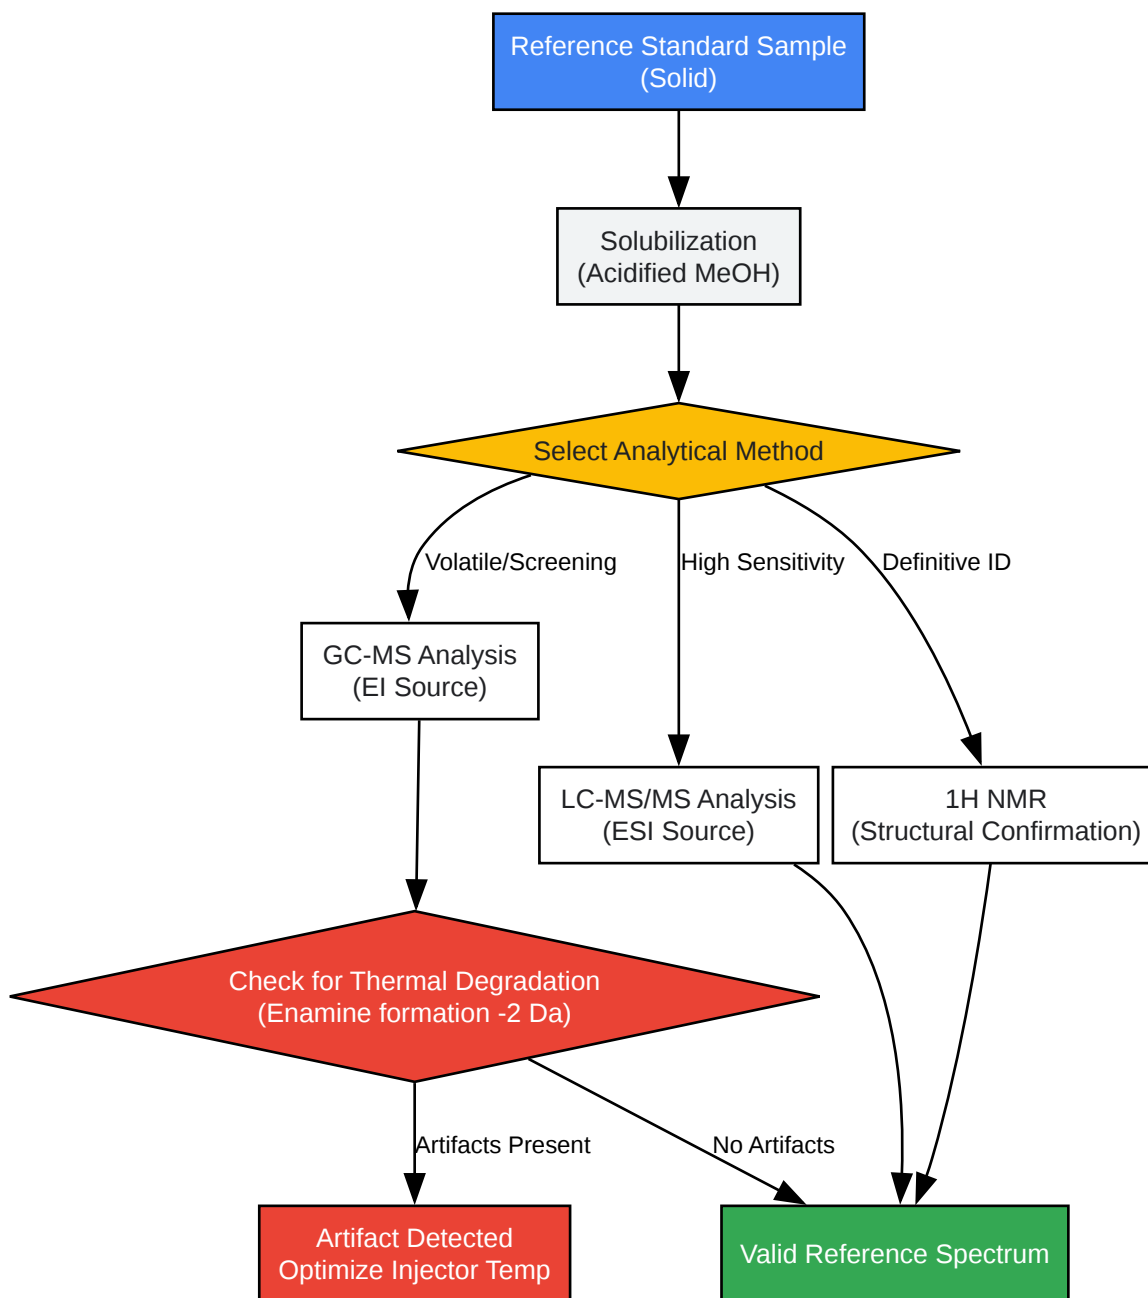 Reference Standard Sample
(Solid)
Solubilization
(Acidified MeOH)
Select Analytical Method
Volatile/Screening
High Sensitivity
Definitive ID
GC-MS Analysis
(EI Source)
LC-MS/MS Analysis
(ESI Source)
1H NMR
(Structural Confirmation)
Check for Thermal Degradation
(Enamine formation -2 Da)
Artifacts Present
No Artifacts
Artifact Detected
Optimize Injector Temp
Valid Reference Spectrum